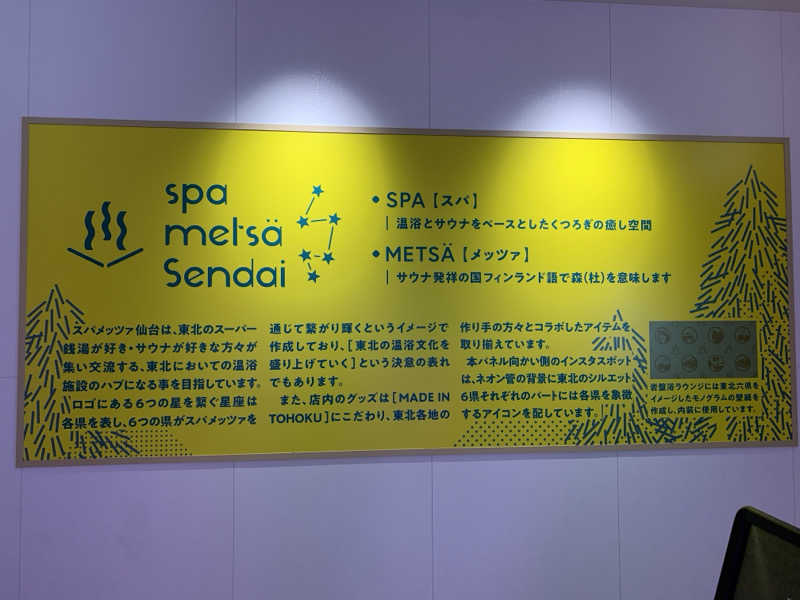 spa
metsä
Sendai
• SPA【スパ】
温浴とサウナをベースとしたくつろぎの癒し空間
• METSÄ【メッツァ】
サウナ発祥の国フィンランド語で森(杜)を意味します
スパメッツァ仙台は、東北のスーパー
銭湯が好き・サウナが好きな方々が
集い交流する、東北においての温浴
施設のハブになる事を目指しています。
ロゴにある6つの星を繋ぐ星座は
各県を表し、6つの県がスパメッツァを
通じて繋がり輝くというイメージで
作成しており、[東北の温浴文化を
盛り上げていく]という決意の表れ
でもあります。
また、店内のグッズは[MADE IN
TOHOKU]にこだわり、東北各地の
作り手の方々とコラボしたアイテムを
取り揃えています。
本パネル向かい側のインスタスポット
は、ネオン管の背景に東北のシルエット
6県それぞれのパートには各県を象徴
するアイコンを配しています。
岩盤浴ラウンジには東北六県を
イメージしたモノグラムの壁紙を
作成し、内装に使用しています。